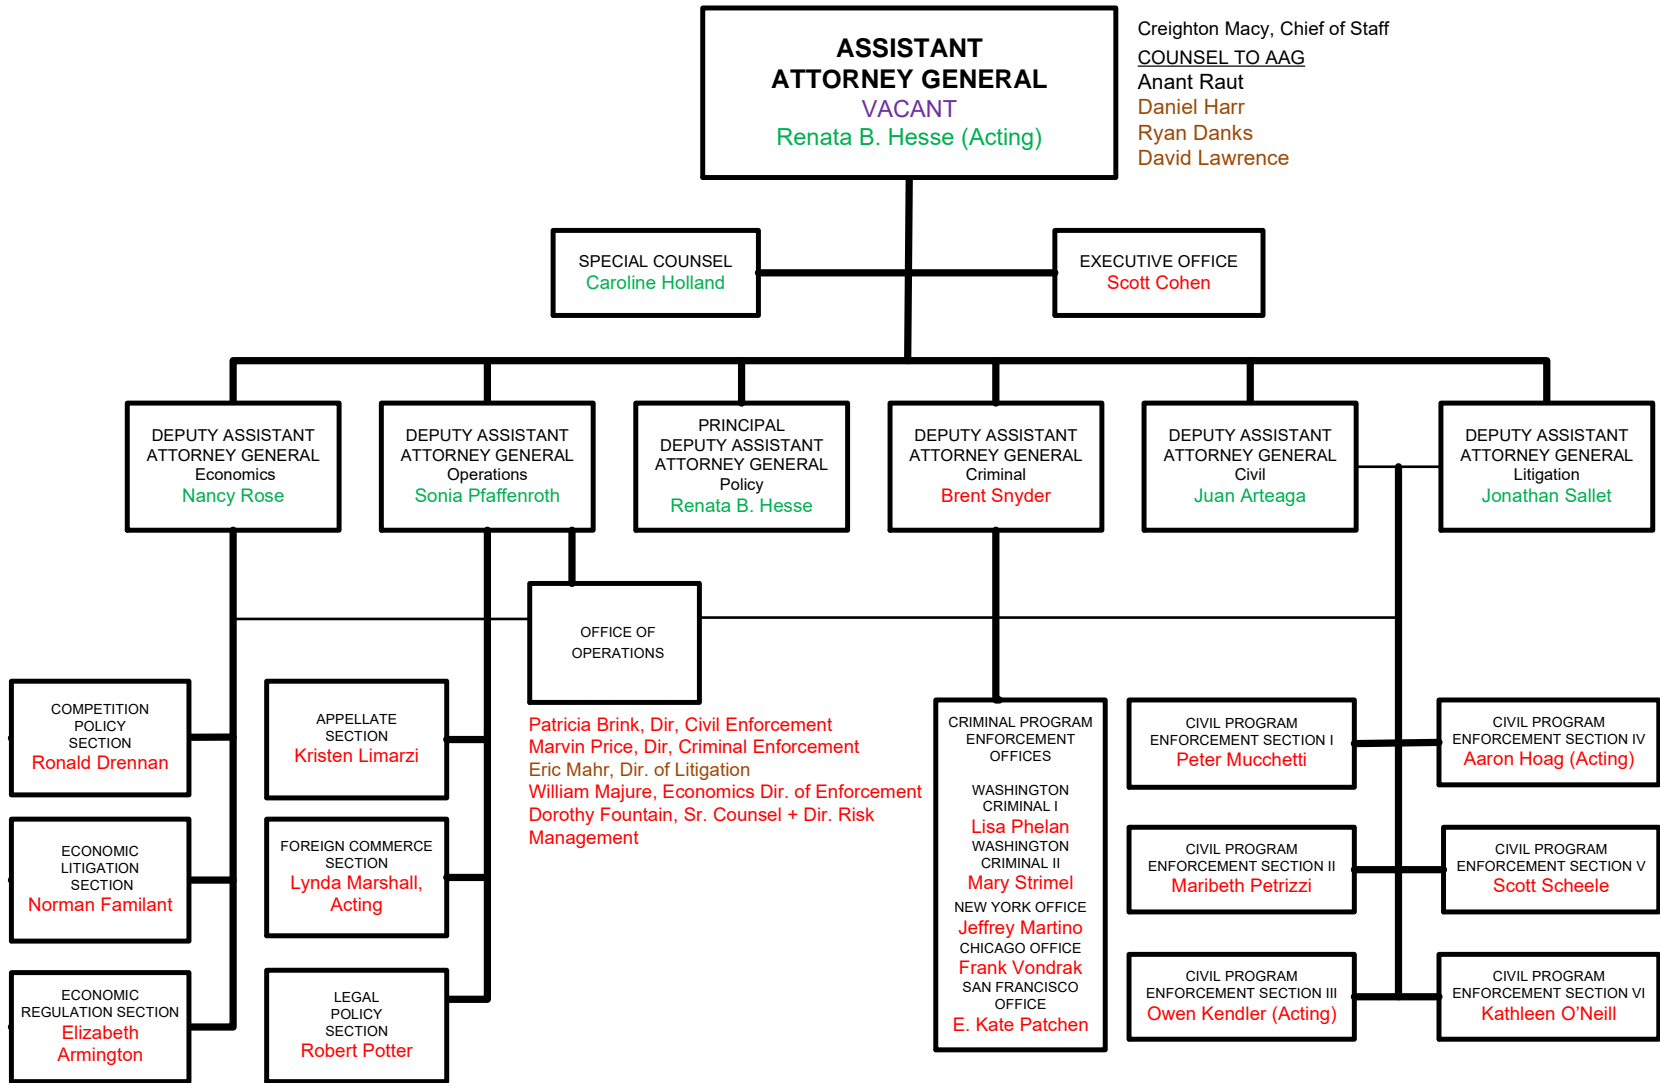 ASSISTANT
ATTORNEY GENERAL
VACANT
Renata B. Hesse (Acting)
Creighton Macy, Chief of Staff
COUNSEL TO AAG
Anant Raut
Daniel Harr
Ryan Danks
David Lawrence
SPECIAL COUNSEL
Caroline Holland
EXECUTIVE OFFICE
Scott Cohen
DEPUTY ASSISTANT
ATTORNEY GENERAL
Economics
Nancy Rose
DEPUTY ASSISTANT
ATTORNEY GENERAL
Operations
Sonia Pfaffenroth
PRINCIPAL
DEPUTY ASSISTANT
ATTORNEY GENERAL
Policy
Renata B. Hesse
DEPUTY ASSISTANT
ATTORNEY GENERAL
Criminal
Brent Snyder
DEPUTY ASSISTANT
ATTORNEY GENERAL
Civil
Juan Arteaga
DEPUTY ASSISTANT
ATTORNEY GENERAL
Litigation
Jonathan Sallet
OFFICE OF
OPERATIONS
Patricia Brink, Dir, Civil Enforcement
Marvin Price, Dir, Criminal Enforcement
Eric Mahr, Dir. of Litigation
William Majure, Economics Dir. of Enforcement
Dorothy Fountain, Sr. Counsel + Dir. Risk
Management
COMPETITION
POLICY
SECTION
Ronald Drennan
ECONOMIC
LITIGATION
SECTION
Norman Familant
ECONOMIC
REGULATION SECTION
Elizabeth
Armington
APPELLATE
SECTION
Kristen Limarzi
FOREIGN COMMERCE
SECTION
Lynda Marshall,
Acting
LEGAL
POLICY
SECTION
Robert Potter
CRIMINAL PROGRAM
ENFORCEMENT
OFFICES
WASHINGTON
CRIMINAL I
Lisa Phelan
WASHINGTON
CRIMINAL II
Mary Strimel
NEW YORK OFFICE
Jeffrey Martino
CHICAGO OFFICE
Frank Vondrak
SAN FRANCISCO
OFFICE
E. Kate Patchen
CIVIL PROGRAM
ENFORCEMENT SECTION I
Peter Mucchetti
CIVIL PROGRAM
ENFORCEMENT SECTION IV
Aaron Hoag (Acting)
CIVIL PROGRAM
ENFORCEMENT SECTION II
Maribeth Petrizzi
CIVIL PROGRAM
ENFORCEMENT SECTION V
Scott Scheele
CIVIL PROGRAM
ENFORCEMENT SECTION III
Owen Kendler (Acting)
CIVIL PROGRAM
ENFORCEMENT SECTION VI
Kathleen O’Neill